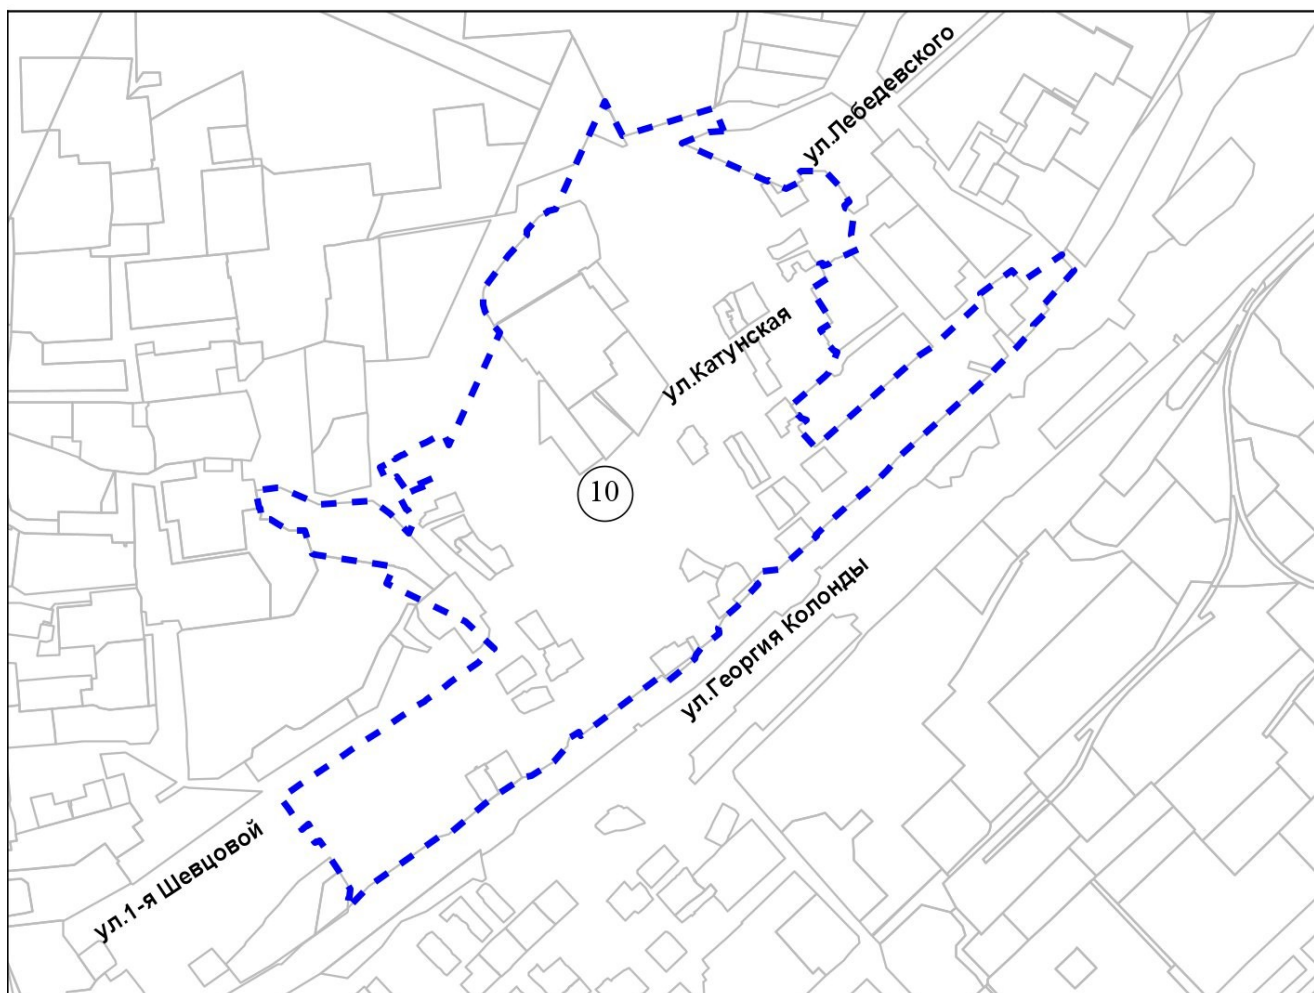 ул.Лебедевского
ул.Катунская
10
ул.Георгия Колонды
ул.1-я Шевцовой